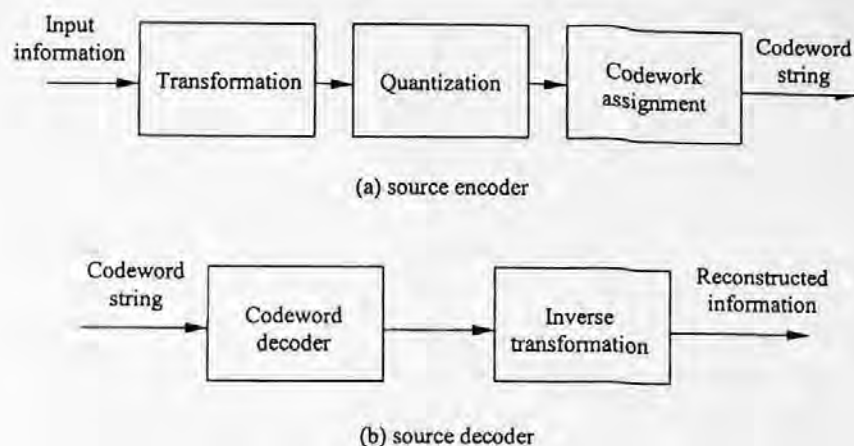 Input
information
Transformation
Quantization
Codework
assignment
Codeword
string
(a) source encoder
Codeword
string
Codeword
decoder
Inverse
transformation
Reconstructed
information
(b) source decoder